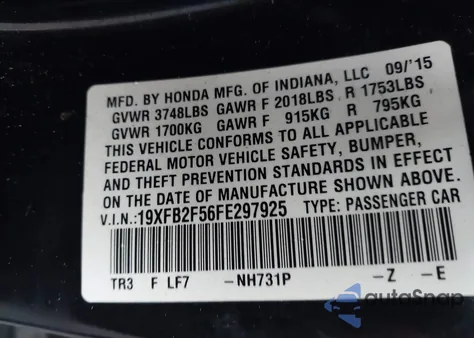 MFD. BY HONDA MFG. OF INDIANA, LLC 09/'15
GVWR 3748LBS GAWR F 2018LBS R 1753LBS
GVWR 1700KG GAWR F 915KG R 795KG
THIS VEHICLE CONFORMS TO ALL APPLICABLE
FEDERAL MOTOR VEHICLE SAFETY, BUMPER,
AND THEFT PREVENTION STANDARDS IN EFFECT
ON THE DATE OF MANUFACTURE SHOWN ABOVE.
V.I.N.:19XFB2F56FE297925 TYPE: PASSENGER CAR
TR3 F LF7 -NH731P -Z -E
autoSnap